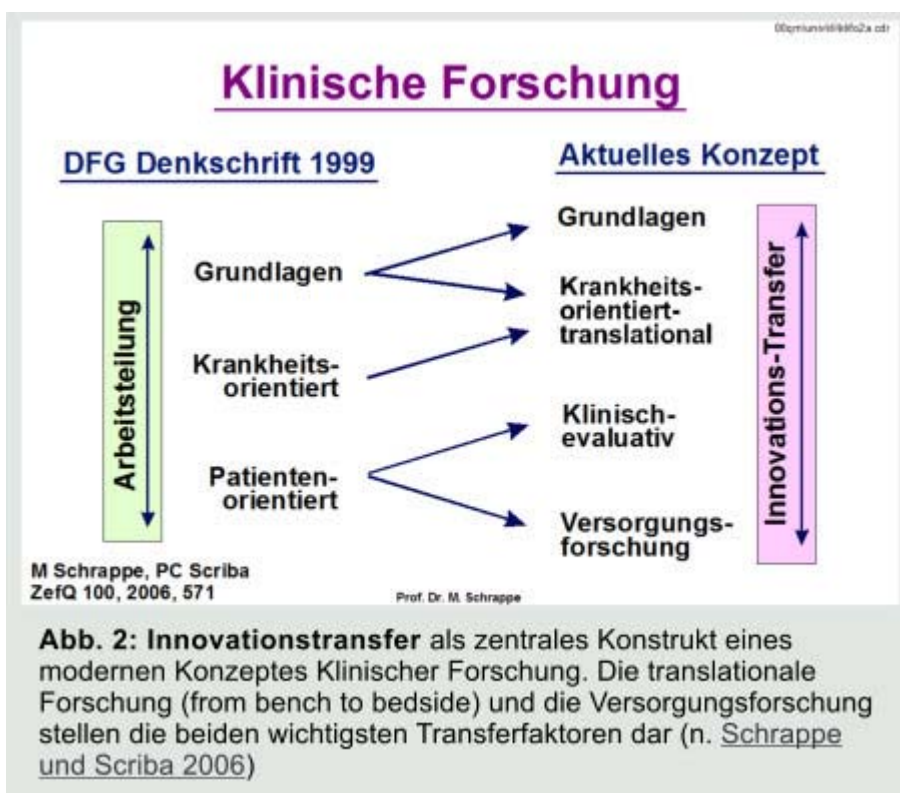 Klinische Forschung
DFG Denkschrift 1999
Aktuelles Konzept
Arbeitsteilung
Grundlagen
Krankheits-
orientiert
Patienten-
orientiert
Grundlagen
Krankheits-
orientiert-
translational
Klinisch-
evaluativ
Versorgungs-
forschung
Innovations-Transfer
M Schrappe, PC Scriba
ZefQ 100, 2006, 571
Prof. Dr. M. Schrappe
Abb. 2: Innovationstransfer als zentrales Konstrukt eines
modernen Konzeptes Klinischer Forschung. Die translationale
Forschung (from bench to bedside) und die Versorgungsforschung
stellen die beiden wichtigsten Transferfaktoren dar (n. Schrappe
und Scriba 2006)